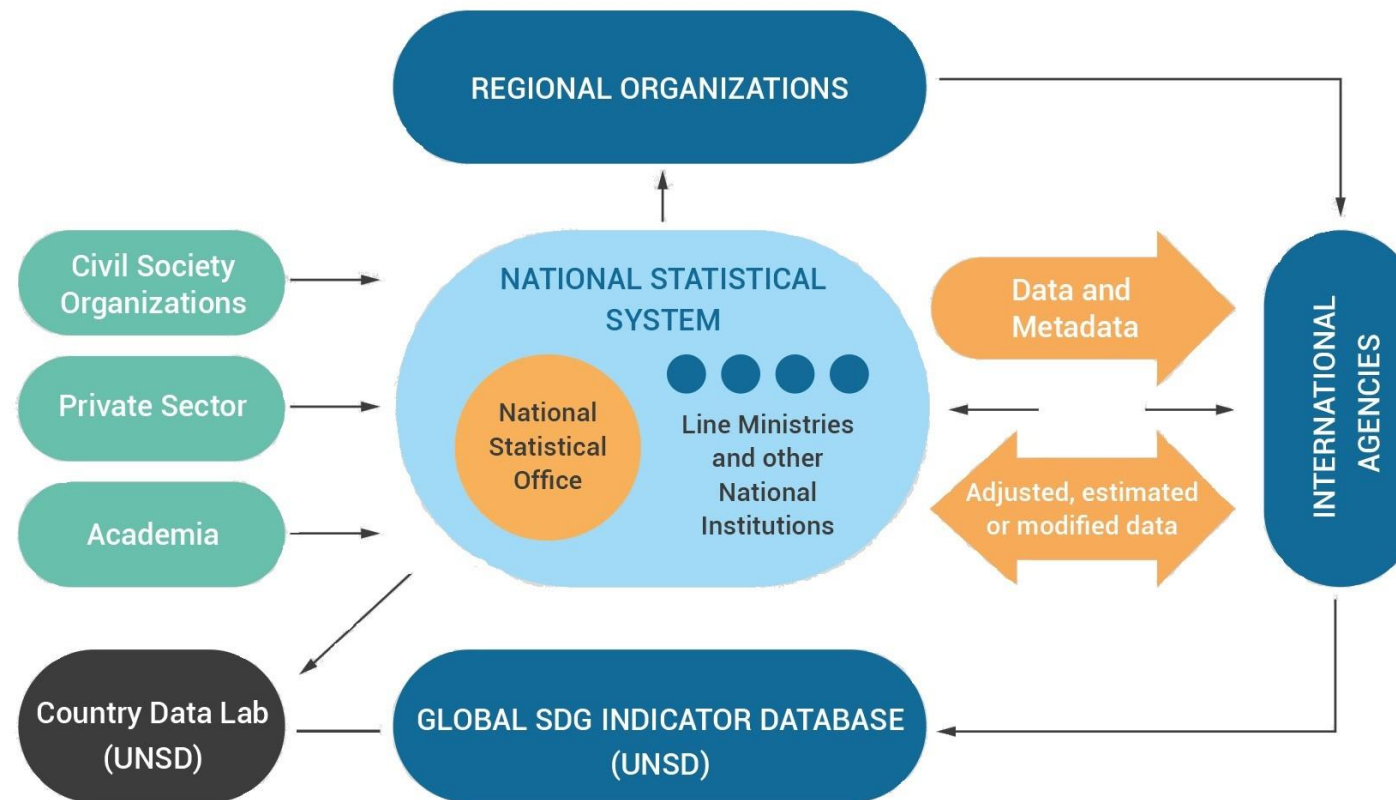 REGIONAL ORGANIZATIONS
Civil Society
Organizations
Private Sector
Academia
NATIONAL STATISTICAL
SYSTEM
National
Statistical
Office
Line Ministries
and other
National
Institutions
Data and
Metadata
Adjusted, estimated
or modified data
INTERNATIONAL
AGENCIES
Country Data Lab
(UNSD)
GLOBAL SDG INDICATOR DATABASE
(UNSD)